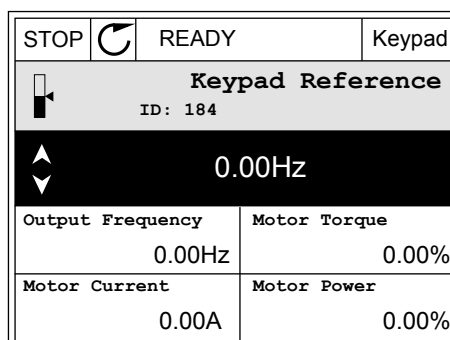 STOP READY Keypad
Keypad Reference
ID: 184
0.00Hz
Output Frequency Motor Torque
0.00Hz 0.00%
Motor Current Motor Power
0.00A 0.00%